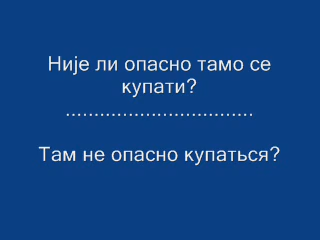 Није ли опасно тамо се
купати?
.................................
Там не опасно купаться?